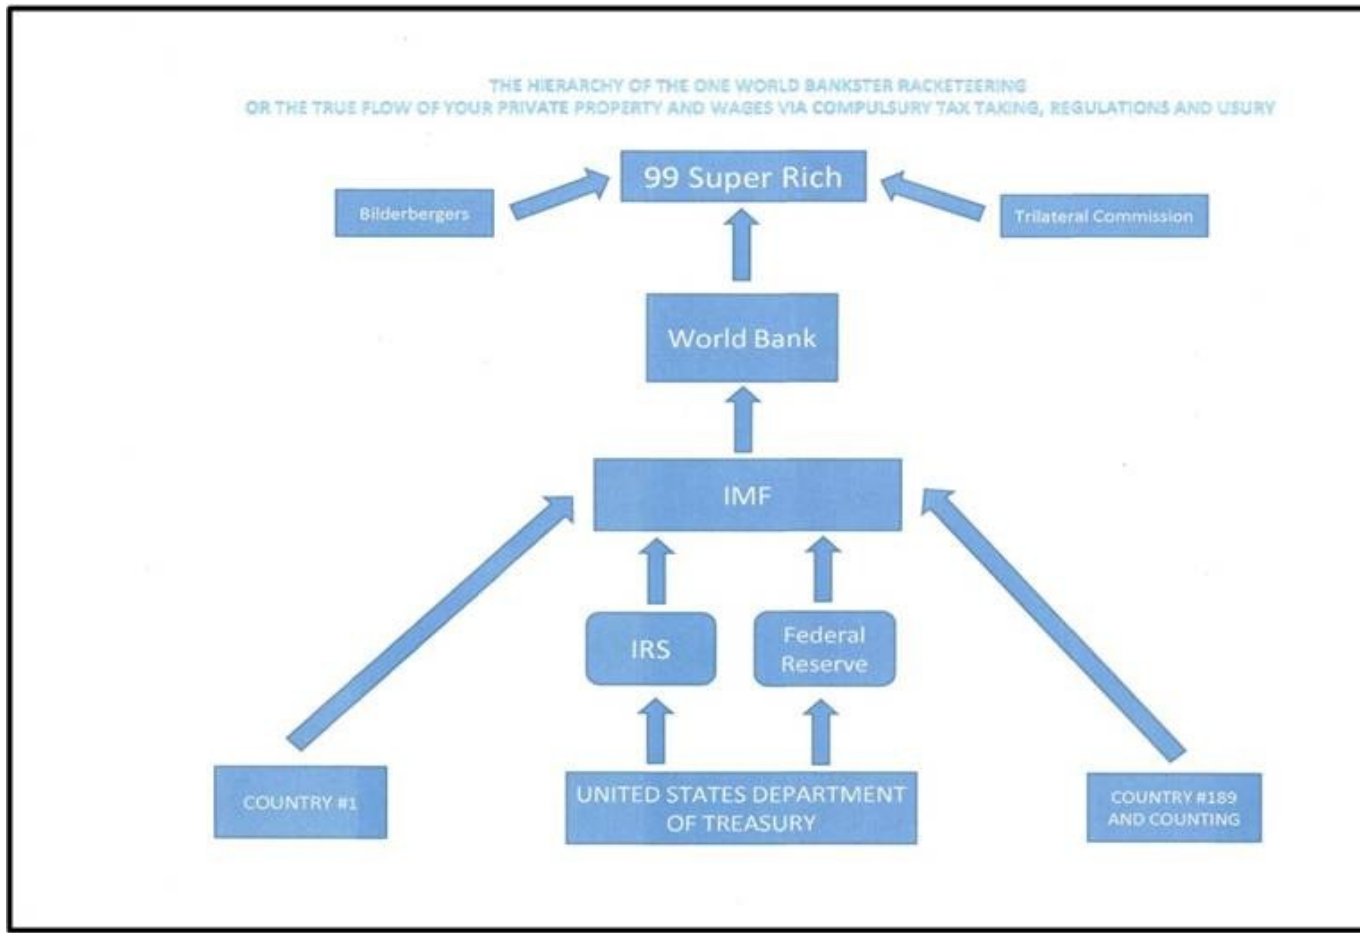 THE HIERARCHY OF THE ONE WORLD BANKSTER RACKETEERING
OR THE TRUE FLOW OF YOUR PRIVATE PROPERTY AND WAGES VIA COMPULSURY TAX TAKING, REGULATIONS AND USURY
99 Super Rich
Bilderbergers
Trilateral Commission
World Bank
IMF
IRS
Federal
Reserve
COUNTRY #1
UNITED STATES DEPARTMENT
OF TREASURY
COUNTRY #189
AND COUNTING